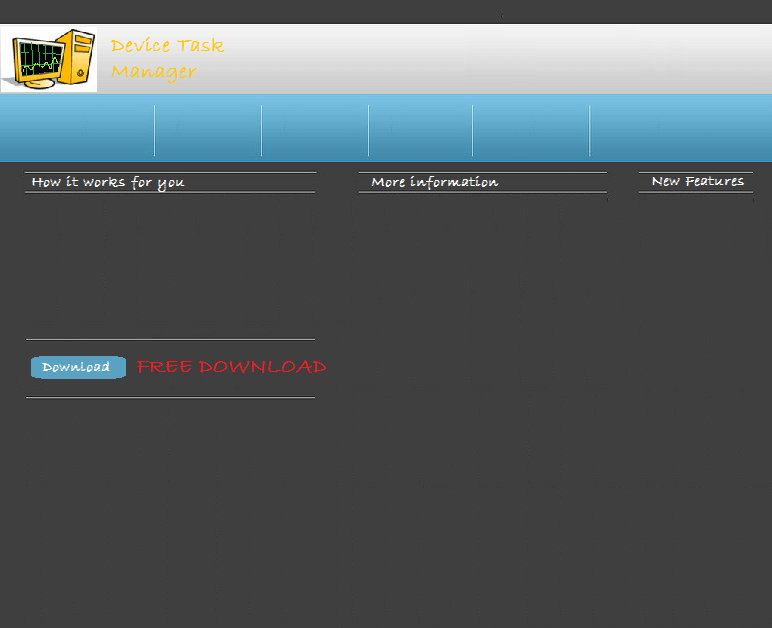 Device Task
Manager
How it works for you
More information
New Features
Download
FREE DOWNLOAD